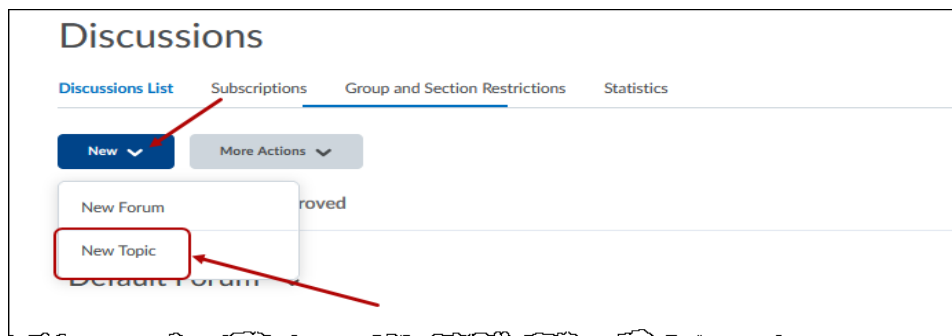 Discussions
Discussions List Subscriptions Group and Section Restrictions Statistics
New More Actions
New Forum
roved
New Topic
Default Forum